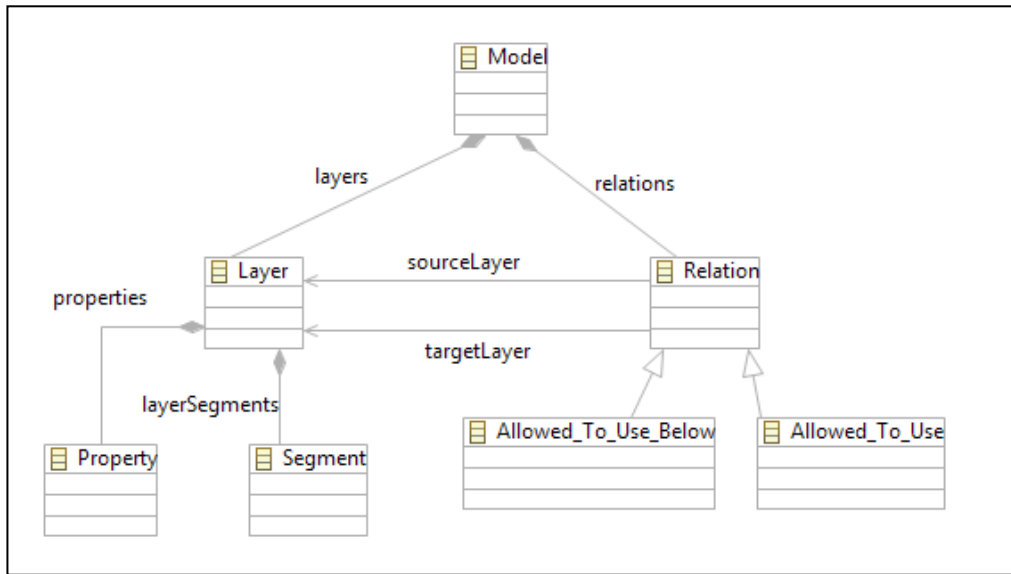 Model
layers
relations
Layer
sourceLayer
Relation
properties
targetLayer
layerSegments
Allowed_To_Use_Below
Allowed_To_Use
Property
Segment